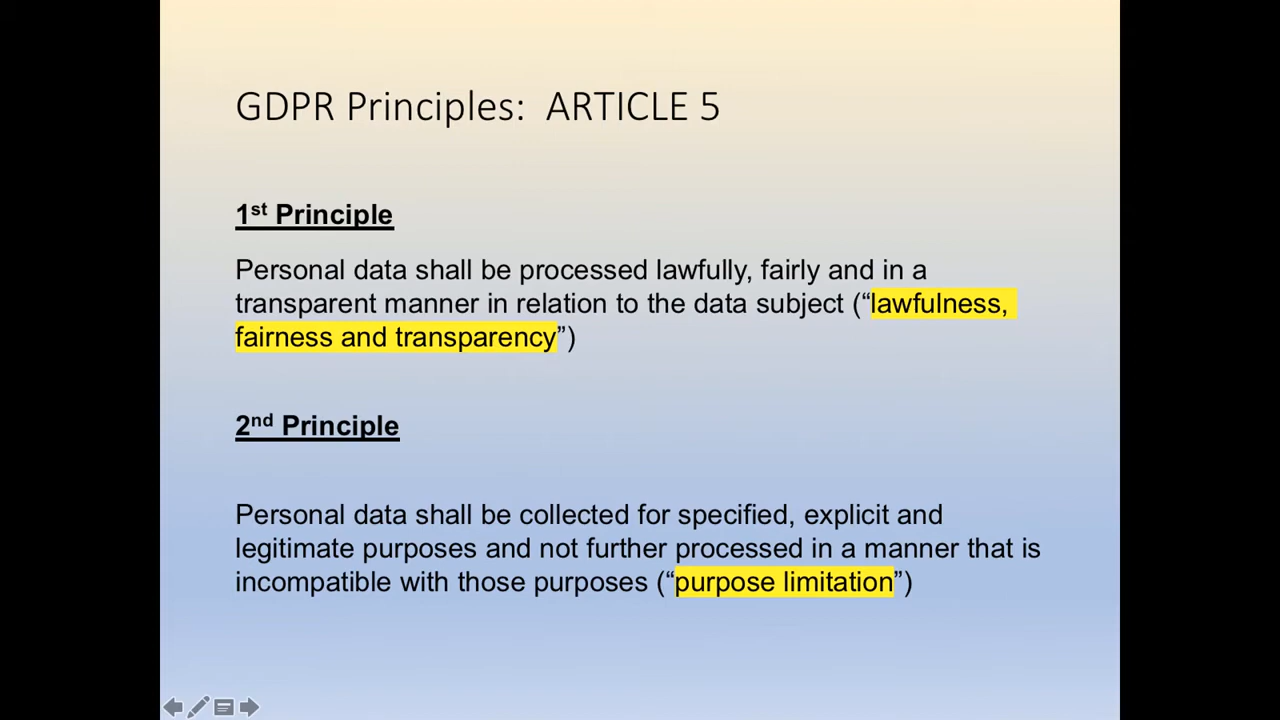 GDPR Principles:  ARTICLE 5
1st Principle
Personal data shall be processed lawfully, fairly and in a
transparent manner in relation to the data subject (“lawfulness,
fairness and transparency”)
2nd Principle
Personal data shall be collected for specified, explicit and
legitimate purposes and not further processed in a manner that is
incompatible with those purposes (“purpose limitation”)